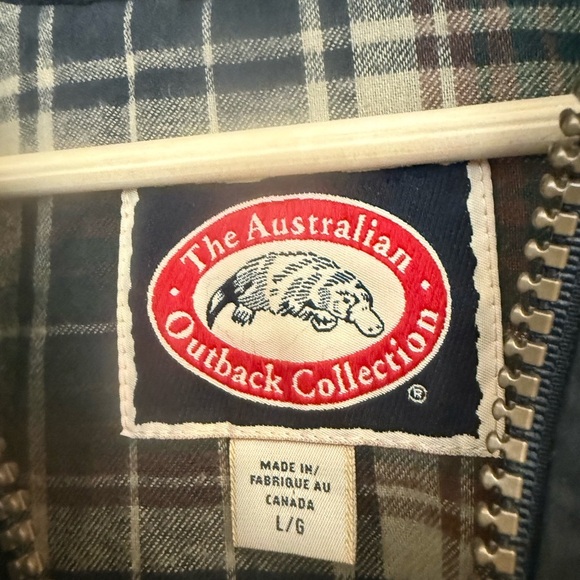 The Australian
Outback Collection
®
MADE IN/
FABRIQUE AU
CANADA
L/G